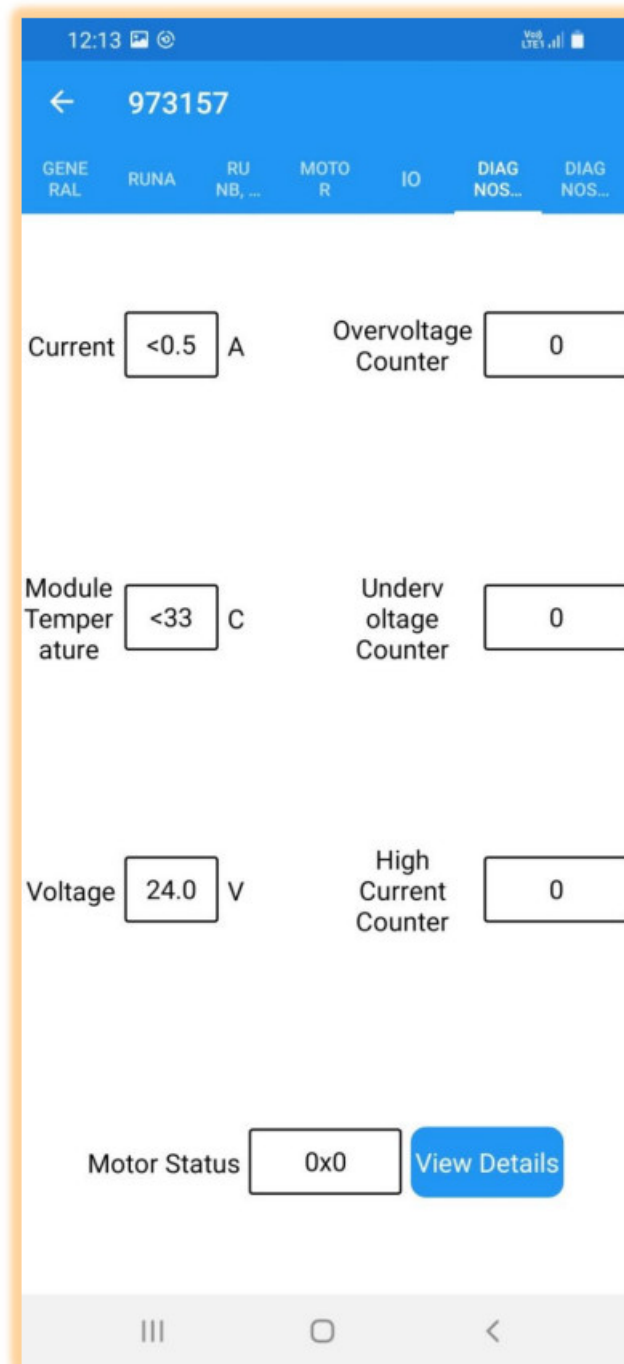 12:13
Vo)) LTE1
973157
GENE
RAL
RUNA
RU
NB, ...
MOTO
R
IO
DIAG
NOS...
DIAG
NOS...
Current <0.5 A
Overvoltage
Counter
0
Module
Temper
ature
<33 C
Underv
oltage
Counter
0
Voltage 24.0 V
High
Current
Counter
0
Motor Status 0x0 View Details